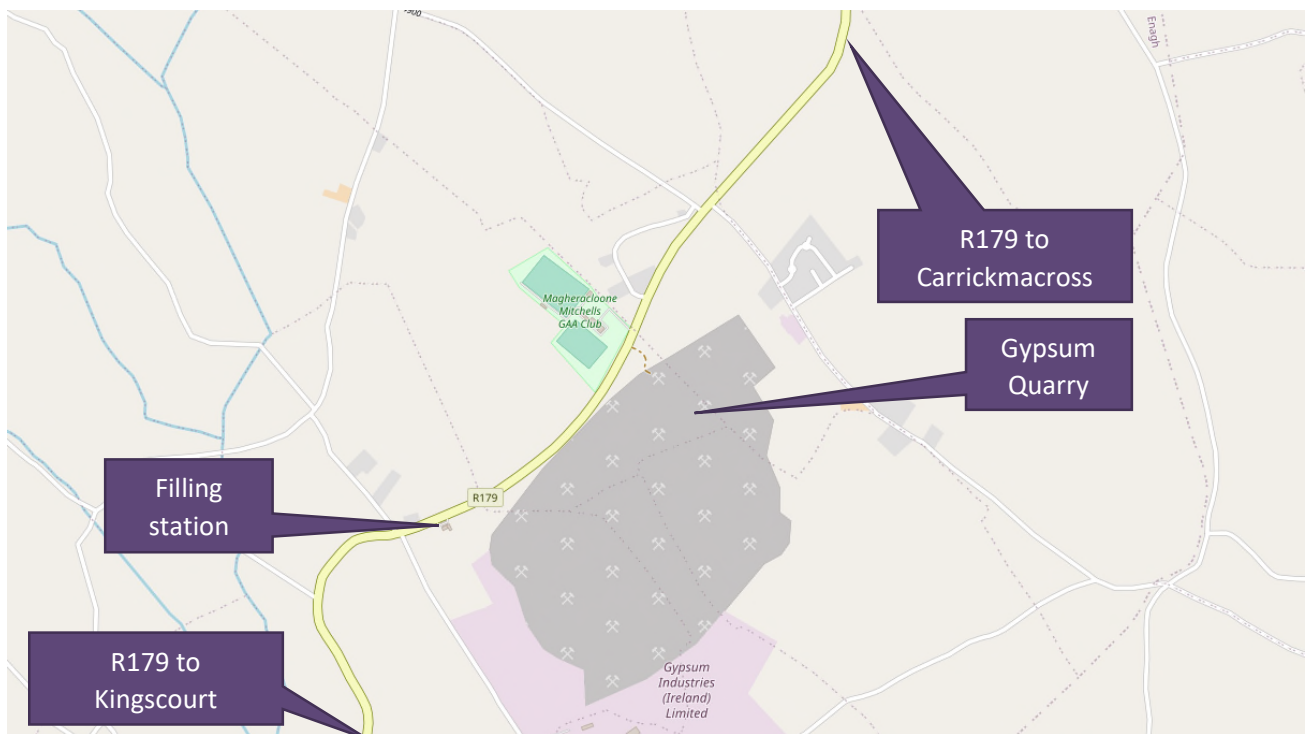 Enagh
R179 to
Carrickmacross
Magheracloone
Mitchells
GAA Club
Gypsum
Quarry
Filling
station
R179
R179 to
Kingscourt
Gypsum
Industries
(Ireland)
Limited